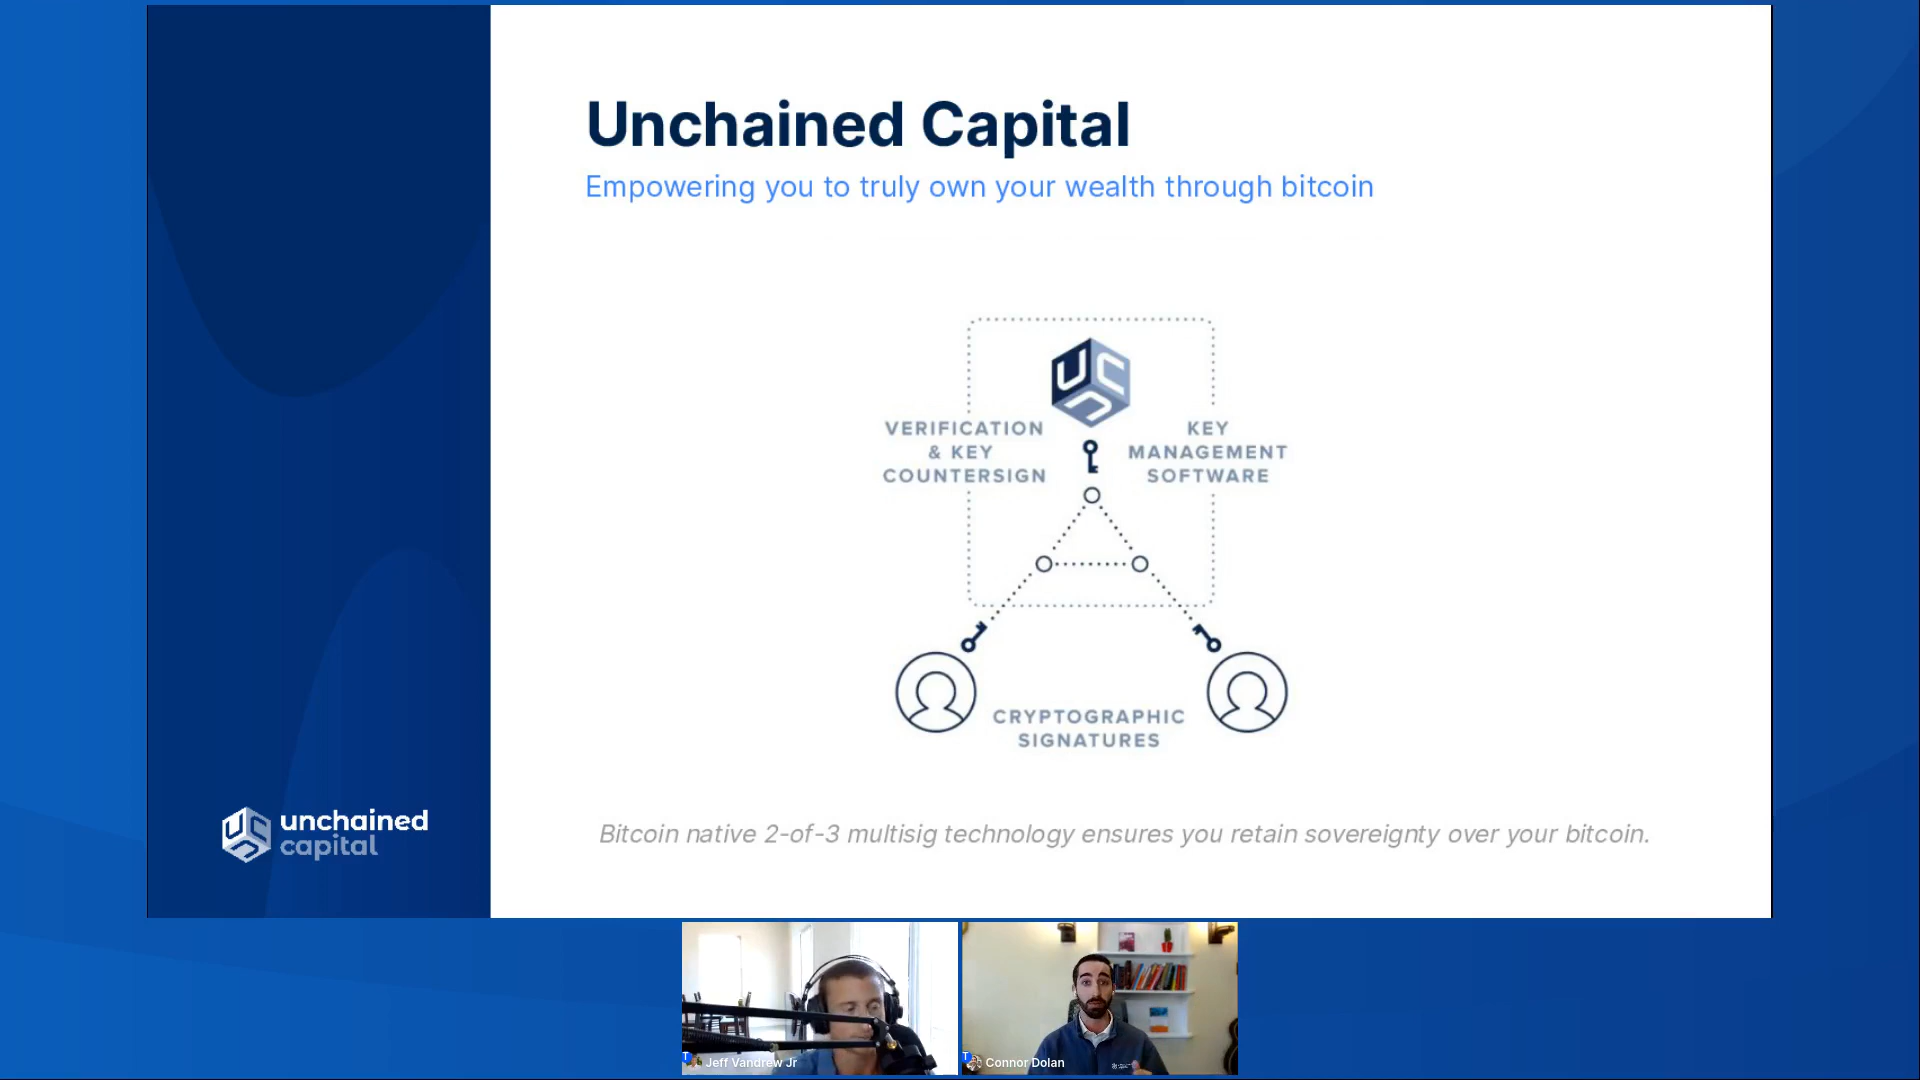 Unchained Capital
Empowering you to truly own your wealth through bitcoin
VERIFICATION
& KEY
COUNTERSIGN
KEY
MANAGEMENT
SOFTWARE
CRYPTOGRAPHIC
SIGNATURES
Bitcoin native 2-of-3 multisig technology ensures you retain sovereignty over your bitcoin.
unchained
capital
Jeff Vandrew Jr
Connor Dolan